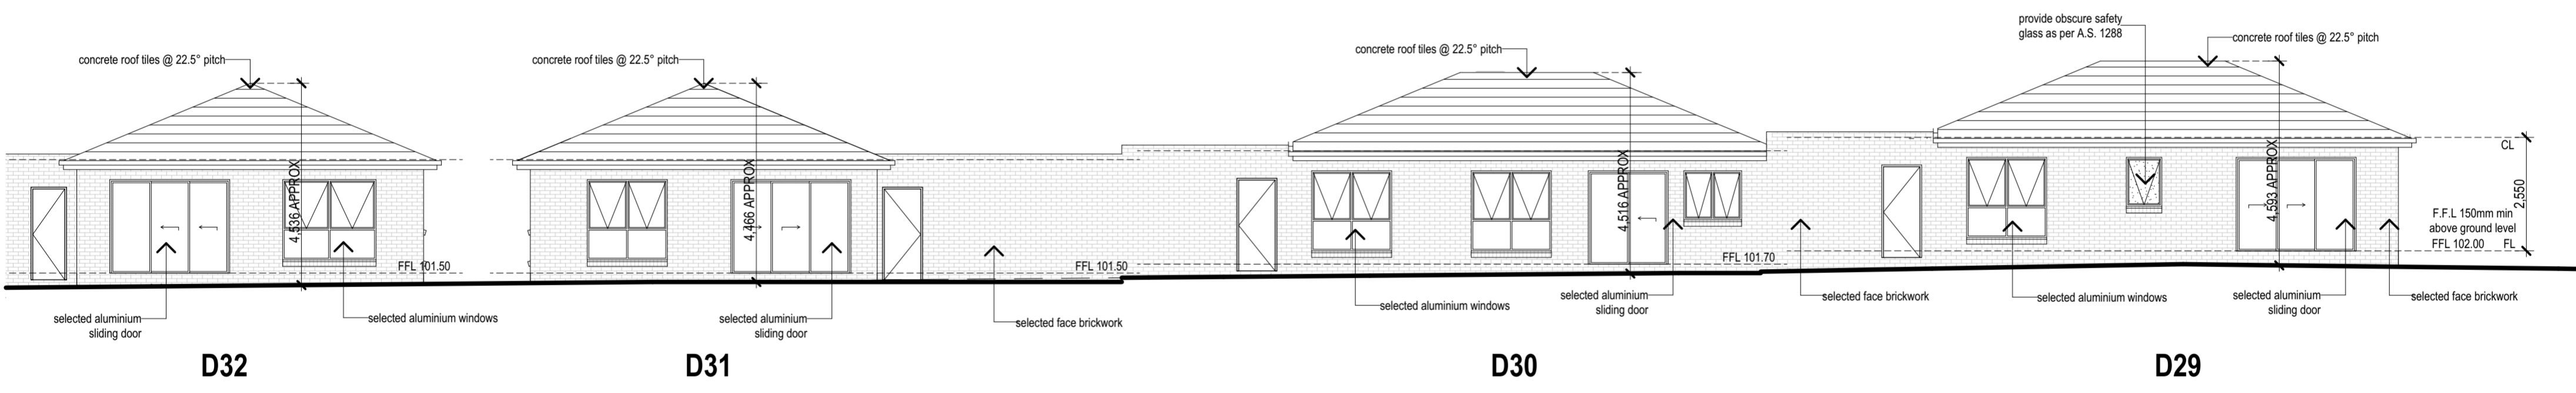 concrete roof tiles @ 22.5° pitch
4,536 APPROX
FFL 101.50
selected aluminium
sliding door
selected aluminium windows
D32
concrete roof tiles @ 22.5° pitch
4,466 APPROX
FFL 101.50
selected aluminium
sliding door
selected face brickwork
D31
concrete roof tiles @ 22.5° pitch
4,516 APPROX
FFL 101.70
selected aluminium windows
selected aluminium
sliding door
selected face brickwork
D30
provide obscure safety
glass as per A.S. 1288
concrete roof tiles @ 22.5° pitch
4,593 APPROX
CL
2,550
F.F.L 150mm min
above ground level
FFL 102.00
FL
selected aluminium windows
selected aluminium
sliding door
selected face brickwork
D29